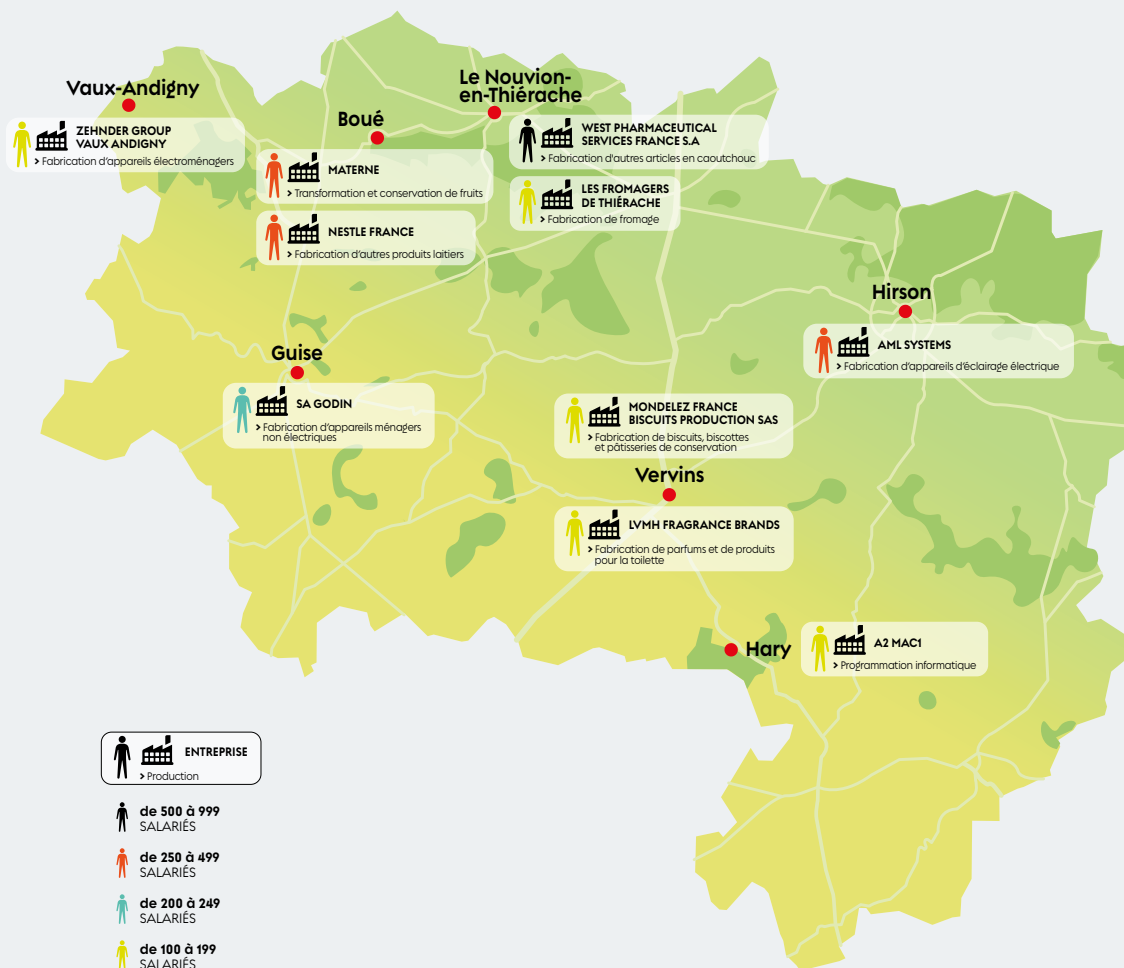 Vaux-Andigny
ZEHNDER GROUP
VAUX ANDIGNY
> Fabrication d'appareils électroménagers
Boué
MATERNE
> Transformation et conservation de fruits
NESTLE FRANCE
> Fabrication d'autres produits laitiers
Le Nouvion-
en-Thiérache
WEST PHARMACEUTICAL
SERVICES FRANCE S.A
> Fabrication d'autres articles en caoutchouc
LES FROMAGERS
DE THIÉRACHE
> Fabrication de fromage
Hirson
AML SYSTEMS
> Fabrication d'appareils d'éclairage électrique
Guise
SA GODIN
> Fabrication d'appareils ménagers
non électriques
MONDELEZ FRANCE
BISCUITS PRODUCTION SAS
> Fabrication de biscuits, biscottes
et pâtisseries de conservation
Vervins
LVMH FRAGRANCE BRANDS
> Fabrication de parfums et de produits
pour la toilette
Hary
A2 MAC1
> Programmation informatique
ENTREPRISE
> Production
de 500 à 999
SALARIÉS
de 250 à 499
SALARIÉS
de 200 à 249
SALARIÉS
de 100 à 199
SALARIÉS